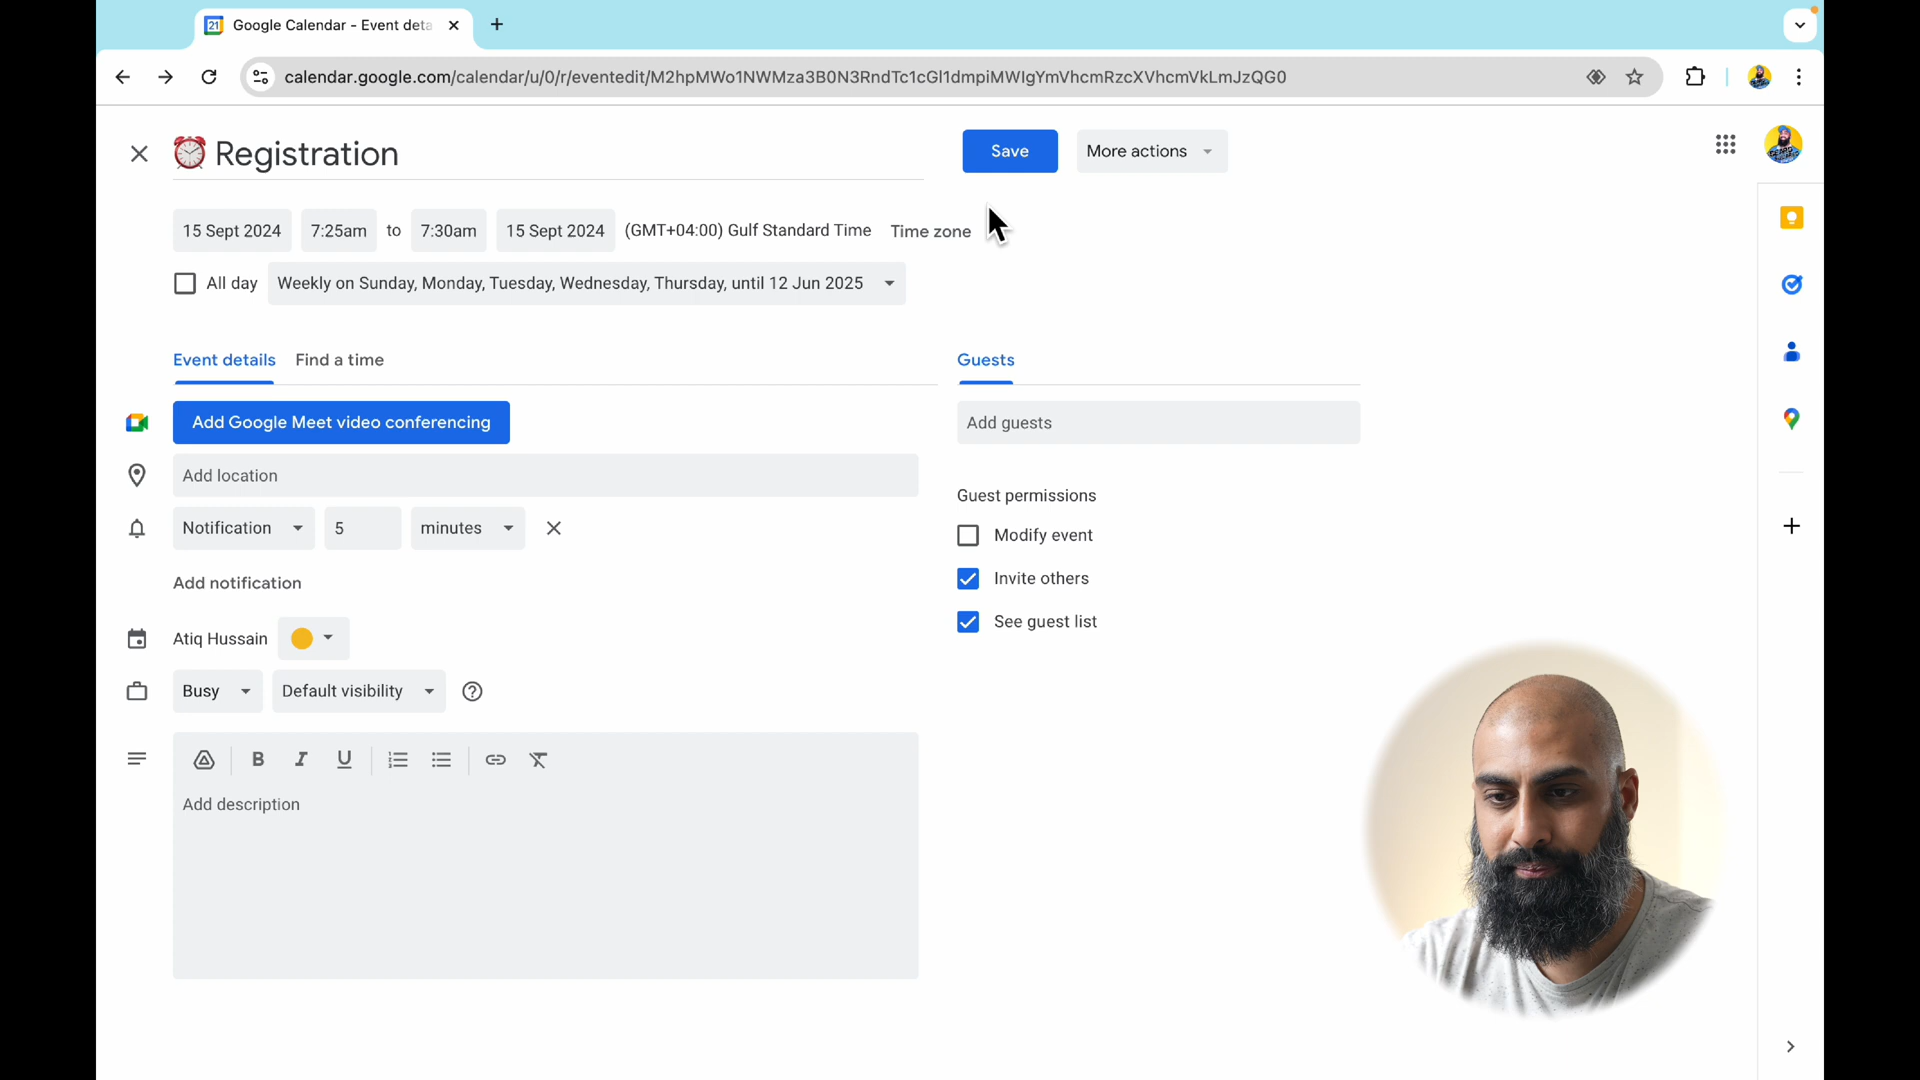 Google Calendar - Event deta
calendar.google.com/calendar/u/0/r/eventedit/M2hpMWo1NWMza3B0N3RndTc1cGl1dmpiMWIgYmVhcmRzcXVhcmVkLmJzQG0
Registration
Save
More actions
15 Sept 2024
7:25am
to
7:30am
15 Sept 2024
(GMT+04:00) Gulf Standard Time
Time zone
All day
Weekly on Sunday, Monday, Tuesday, Wednesday, Thursday, until 12 Jun 2025
Event details
Find a time
Guests
Add Google Meet video conferencing
Add guests
Add location
Guest permissions
Notification
5
minutes
Modify event
Add notification
Invite others
See guest list
Atiq Hussain
Busy
Default visibility
B I U
Add description